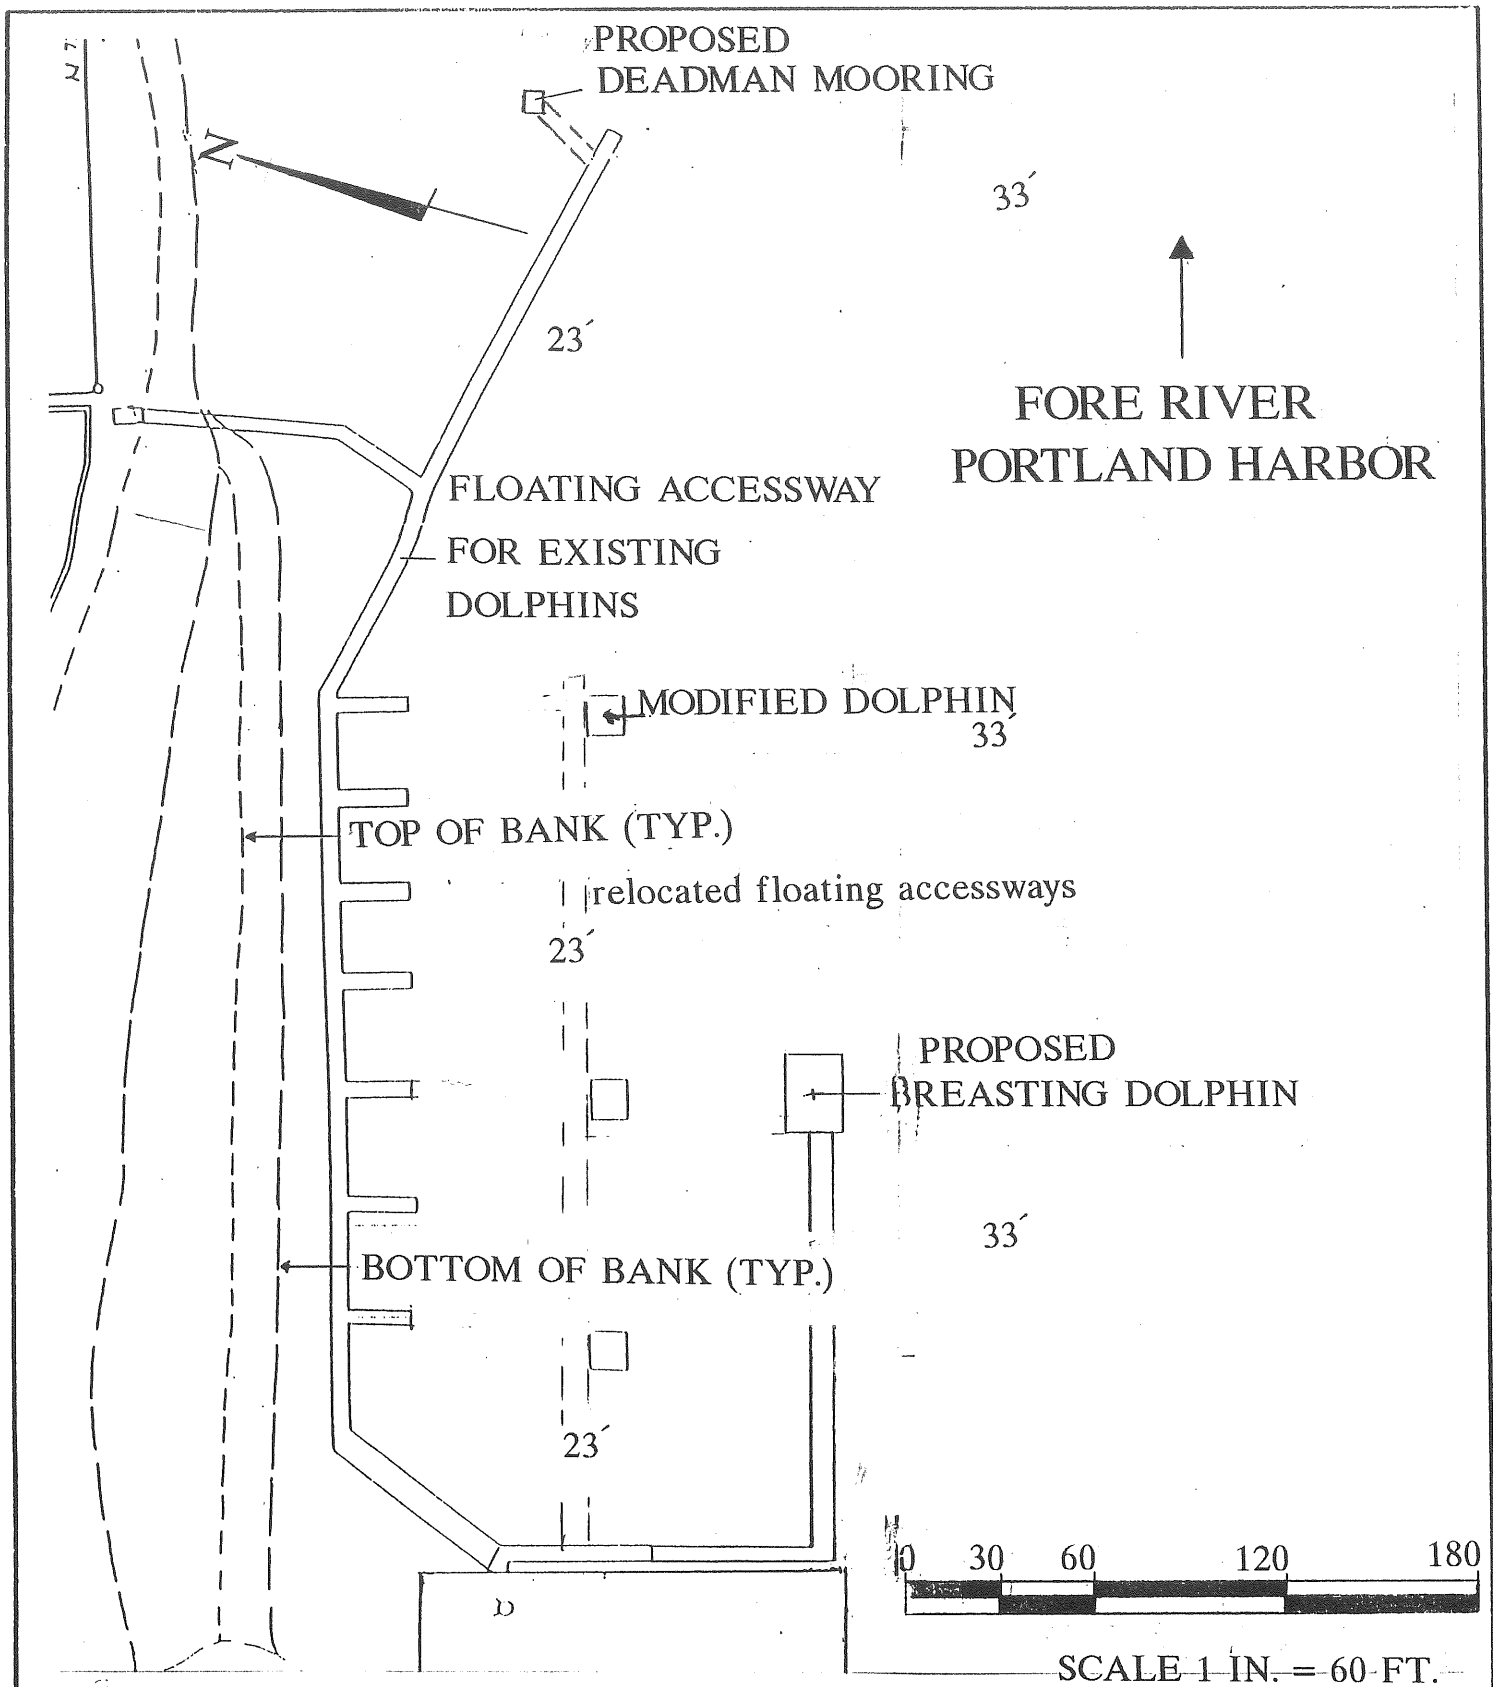 PROPOSED
DEADMAN MOORING
N
33′
23′
FORE RIVER
PORTLAND HARBOR
FLOATING ACCESSWAY
FOR EXISTING
DOLPHINS
MODIFIED DOLPHIN
33′
TOP OF BANK (TYP.)
relocated floating accessways
23′
PROPOSED
BREASTING DOLPHIN
33′
BOTTOM OF BANK (TYP.)
23′
0 30 60 120 180
SCALE 1 IN. = 60 FT.